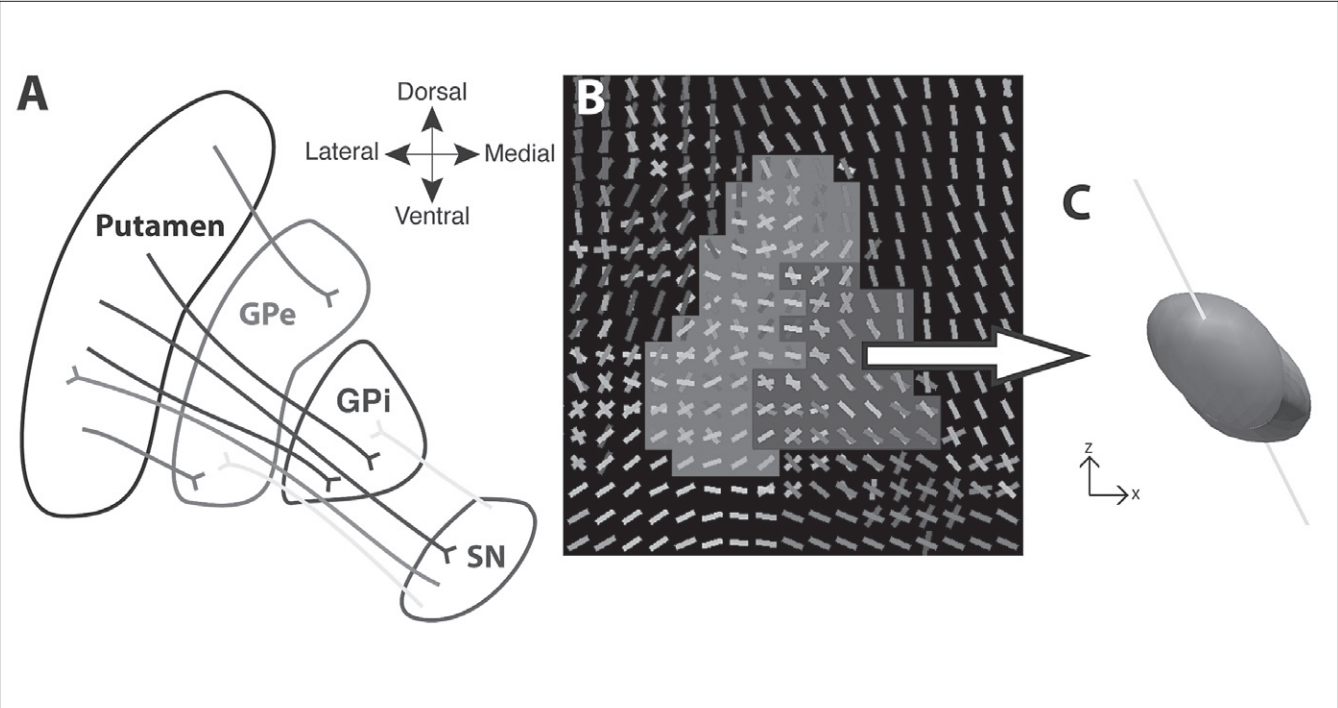 A
Dorsal
Lateral
Medial
Ventral
Putamen
GPe
GPi
SN
B
C
z
x